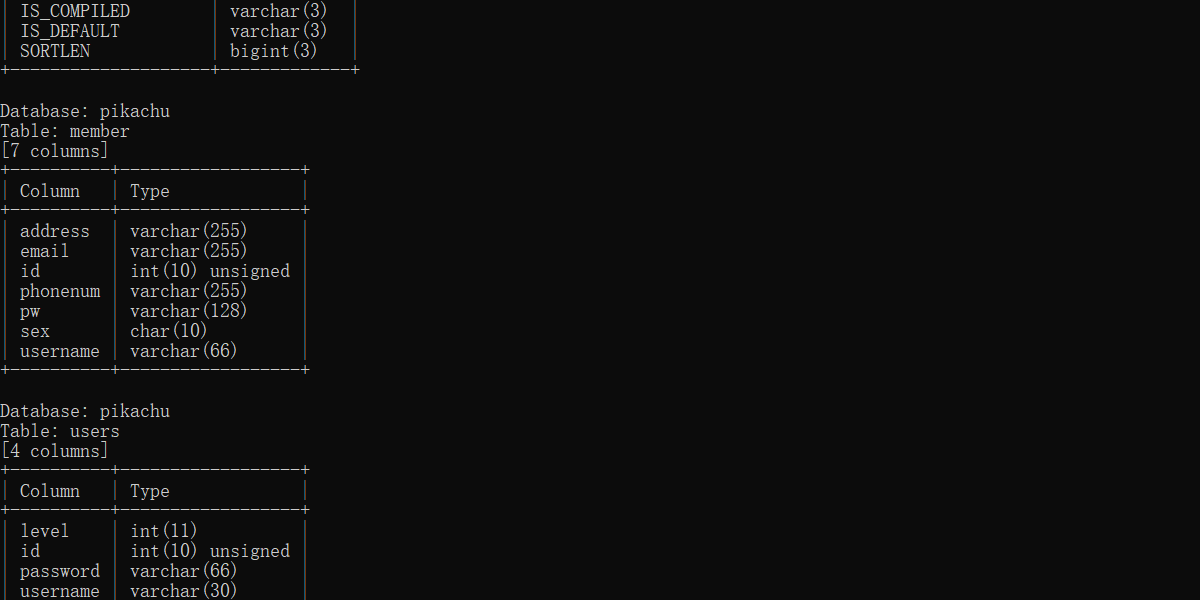 | IS_COMPILED | varchar(3) |
| IS_DEFAULT | varchar(3) |
| SORTLEN | bigint(3) |
+--------------------+-------------+
Database: pikachu
Table: member
[7 columns]
+----------+------------------+
| Column | Type |
+----------+------------------+
| address | varchar(255) |
| email | varchar(255) |
| id | int(10) unsigned |
| phonenum | varchar(255) |
| pw | varchar(128) |
| sex | char(10) |
| username | varchar(66) |
+----------+------------------+
Database: pikachu
Table: users
[4 columns]
+----------+------------------+
| Column | Type |
+----------+------------------+
| level | int(11) |
| id | int(10) unsigned |
| password | varchar(66) |
| username | varchar(30) |